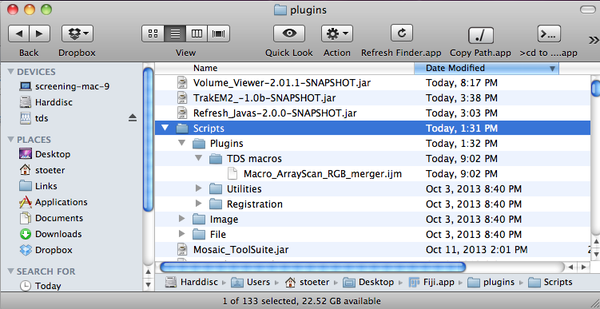 plugins
Back Dropbox View Quick Look Action Refresh Finder.app Copy Path.app >cd to ....app
Name Date Modified
DEVICES
screening-mac-9
Harddisc
tds
PLACES
Desktop
stoeter
Links
Applications
Documents
Downloads
Dropbox
SEARCH FOR
Today
Volume_Viewer-2.01.1-SNAPSHOT.jar Today, 8:17 PM
TrakEM2_-1.0b-SNAPSHOT.jar Today, 3:38 PM
Refresh_Javas-2.0.0-SNAPSHOT.jar Today, 3:03 PM
Scripts Today, 1:31 PM
Plugins Today, 1:32 PM
TDS macros Today, 9:02 PM
Macro_ArrayScan_RGB_merger.ijm Today, 9:02 PM
Utilities Oct 3, 2013 8:40 PM
Registration Oct 3, 2013 8:40 PM
Image Oct 3, 2013 8:40 PM
File Oct 3, 2013 8:40 PM
Mosaic_ToolSuite.jar Oct 11, 2013 2:01 PM
Harddisc Users stoeter Desktop Fiji.app plugins Scripts
1 of 133 selected, 22.52 GB available